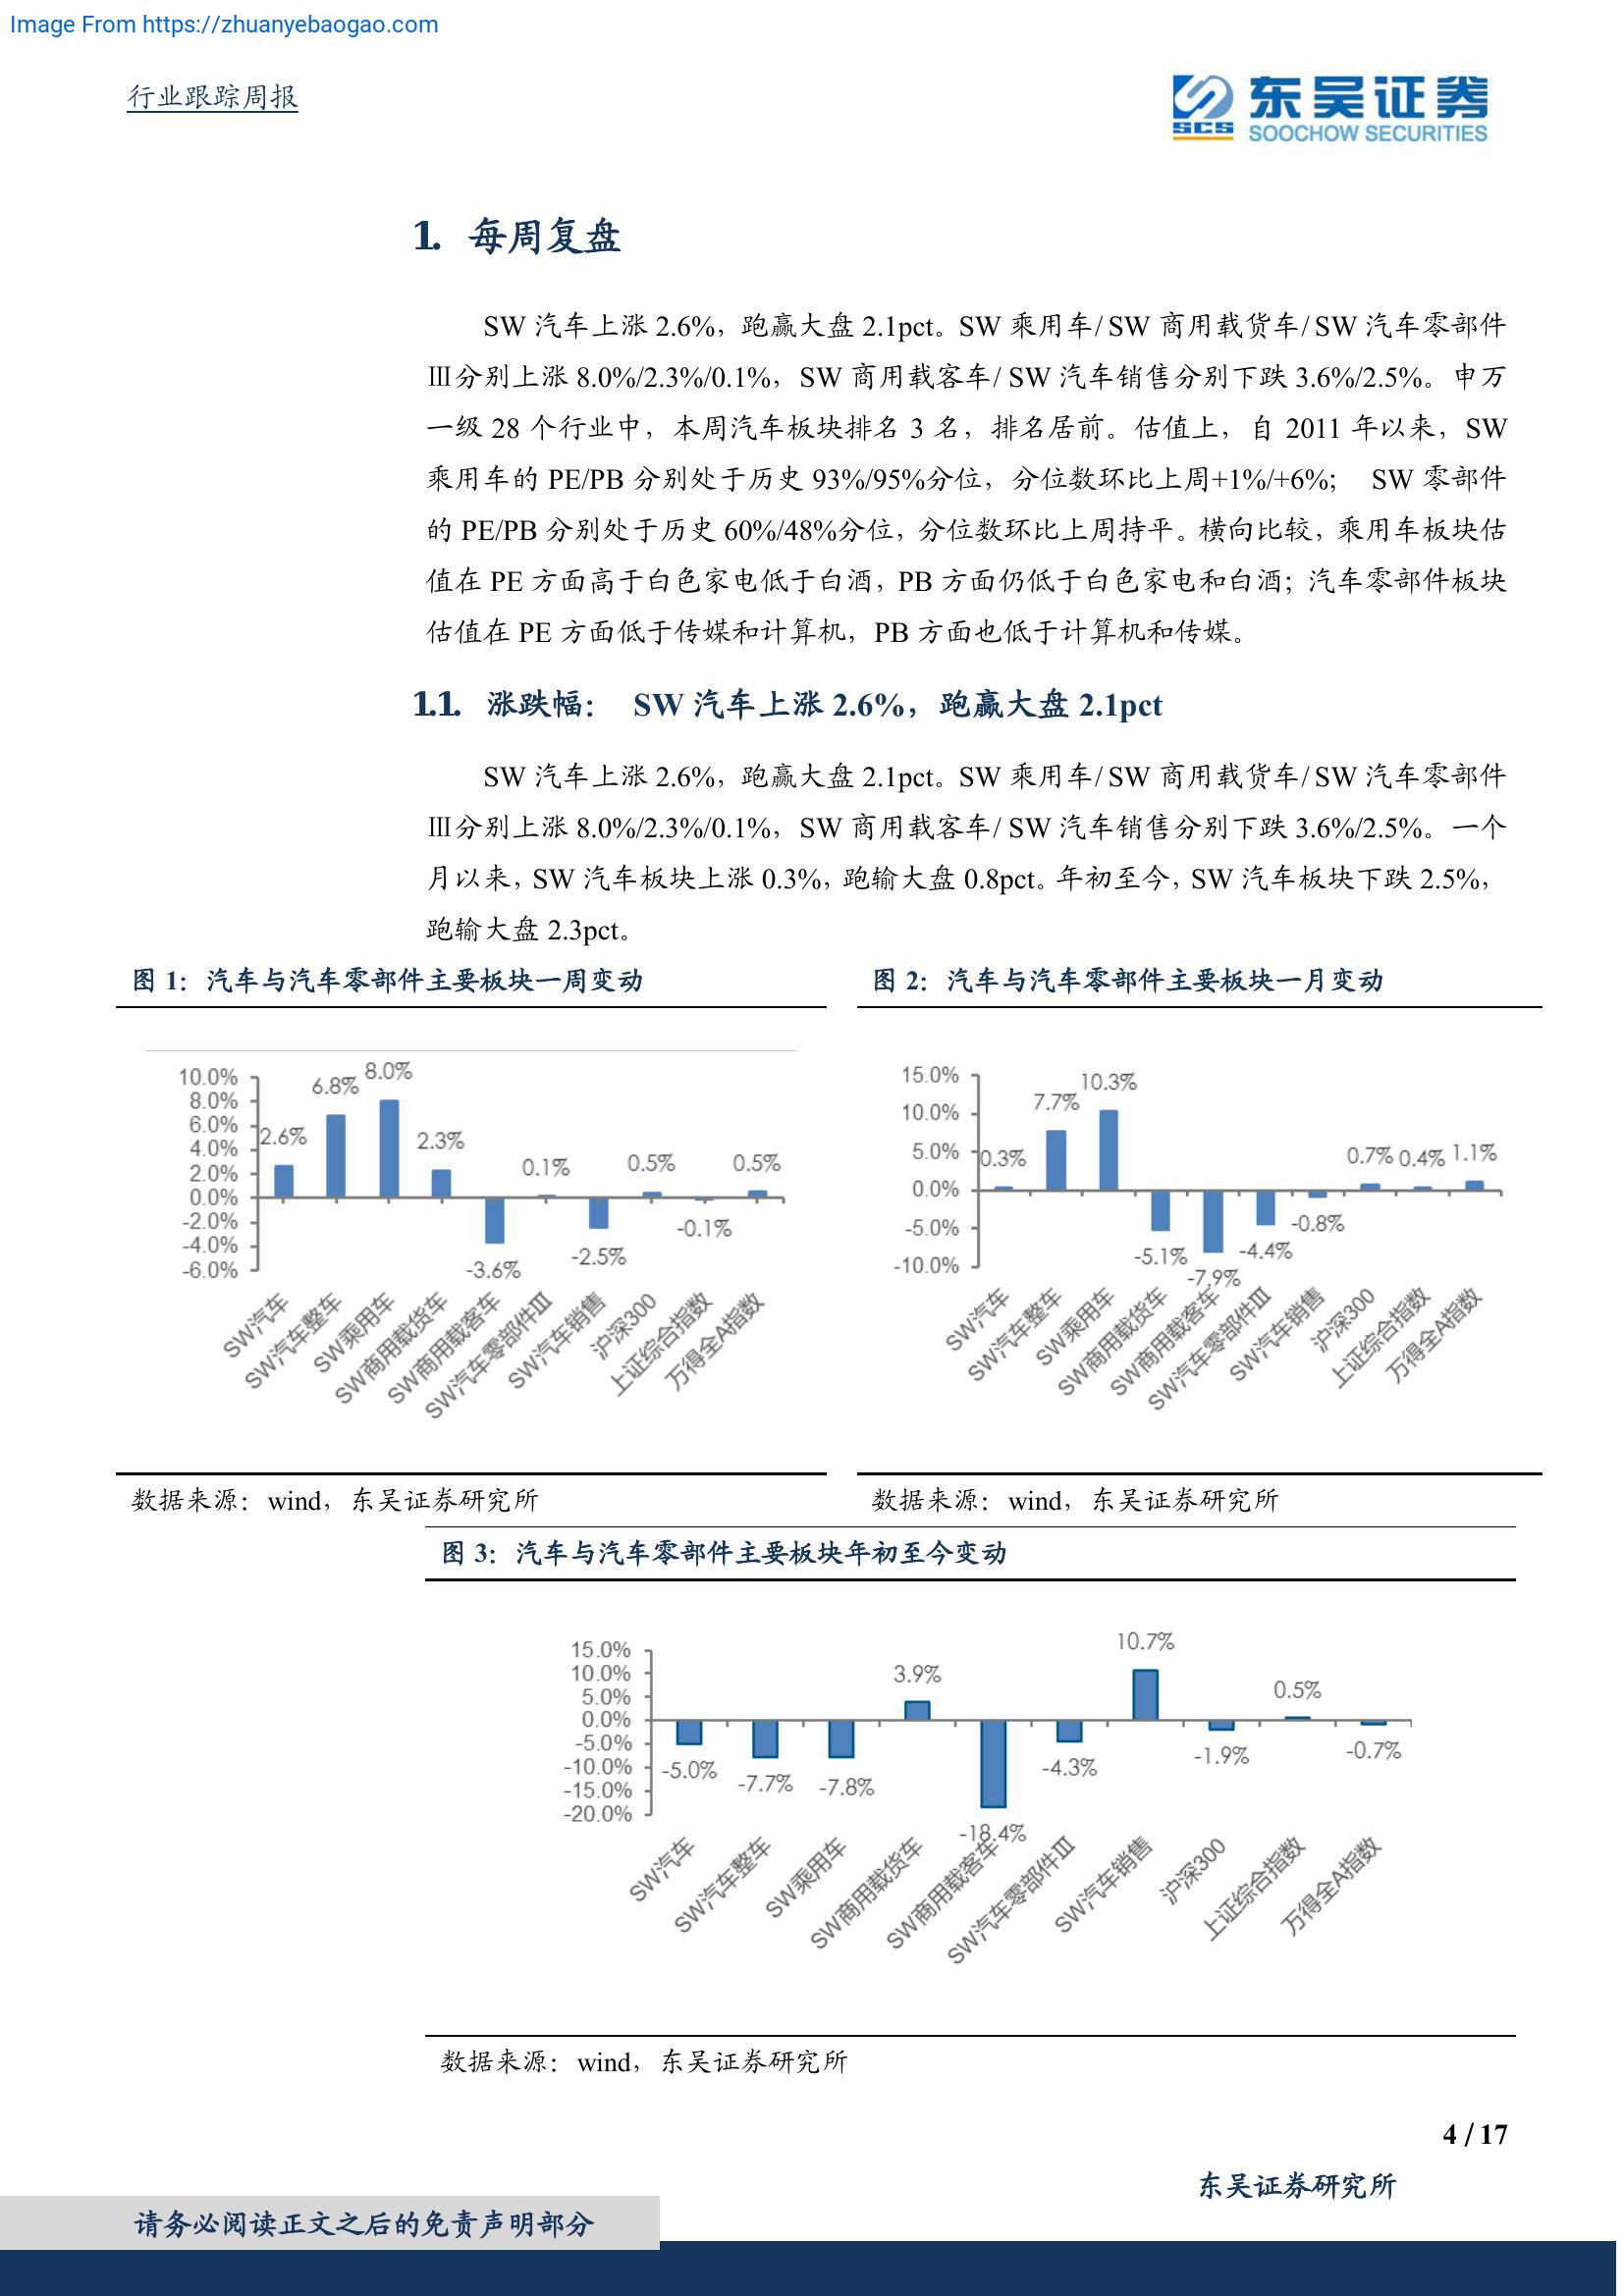 Image From https://zhuanyebaogao.com
行业跟踪周报
东吴证券
SCS
SOOCHOW SECURITIES
1. 每周复盘
SW 汽车上涨 2.6%，跑赢大盘 2.1pct。SW 乘用车/ SW 商用载货车/ SW 汽车零部件
Ⅲ分别上涨 8.0%/2.3%/0.1%，SW 商用载客车/ SW 汽车销售分别下跌 3.6%/2.5%。申万
一级 28 个行业中，本周汽车板块排名 3 名，排名居前。估值上，自 2011 年以来，SW
乘用车的 PE/PB 分别处于历史 93%/95%分位，分位数环比上周+1%/+6%； SW 零部件
的 PE/PB 分别处于历史 60%/48%分位，分位数环比上周持平。横向比较，乘用车板块估
值在 PE 方面高于白色家电低于白酒，PB 方面仍低于白色家电和白酒；汽车零部件板块
估值在 PE 方面低于传媒和计算机，PB 方面也低于计算机和传媒。
1.1. 涨跌幅： SW 汽车上涨 2.6%，跑赢大盘 2.1pct
SW 汽车上涨 2.6%，跑赢大盘 2.1pct。SW 乘用车/ SW 商用载货车/ SW 汽车零部件
Ⅲ分别上涨 8.0%/2.3%/0.1%，SW 商用载客车/ SW 汽车销售分别下跌 3.6%/2.5%。一个
月以来，SW 汽车板块上涨 0.3%，跑输大盘 0.8pct。年初至今，SW 汽车板块下跌 2.5%，
跑输大盘 2.3pct。
图 1：汽车与汽车零部件主要板块一周变动
10.0%
8.0%
6.0%
4.0%
2.0%
0.0%
-2.0%
-4.0%
-6.0%
2.6%
6.8%
8.0%
2.3%
-3.6%
0.1%
-2.5%
0.5%
-0.1%
0.5%
SW汽车
SW汽车整车
SW乘用车
SW商用载货车
SW商用载客车
SW汽车零部件Ⅲ
SW汽车销售
沪深300
上证综合指数
万得全A指数
数据来源：wind，东吴证券研究所
图 2：汽车与汽车零部件主要板块一月变动
15.0%
10.0%
5.0%
0.0%
-5.0%
-10.0%
0.3%
7.7%
10.3%
-5.1%
-7.9%
-4.4%
-0.8%
0.7%
0.4%
1.1%
SW汽车
SW汽车整车
SW乘用车
SW商用载货车
SW商用载客车
SW汽车零部件Ⅲ
SW汽车销售
沪深300
上证综合指数
万得全A指数
数据来源：wind，东吴证券研究所
图 3：汽车与汽车零部件主要板块年初至今变动
15.0%
10.0%
5.0%
0.0%
-5.0%
-10.0%
-15.0%
-20.0%
-5.0%
-7.7%
-7.8%
3.9%
-18.4%
-4.3%
10.7%
-1.9%
0.5%
-0.7%
SW汽车
SW汽车整车
SW乘用车
SW商用载货车
SW商用载客车
SW汽车零部件Ⅲ
SW汽车销售
沪深300
上证综合指数
万得全A指数
数据来源：wind，东吴证券研究所
4 / 17
东吴证券研究所
请务必阅读正文之后的免责声明部分